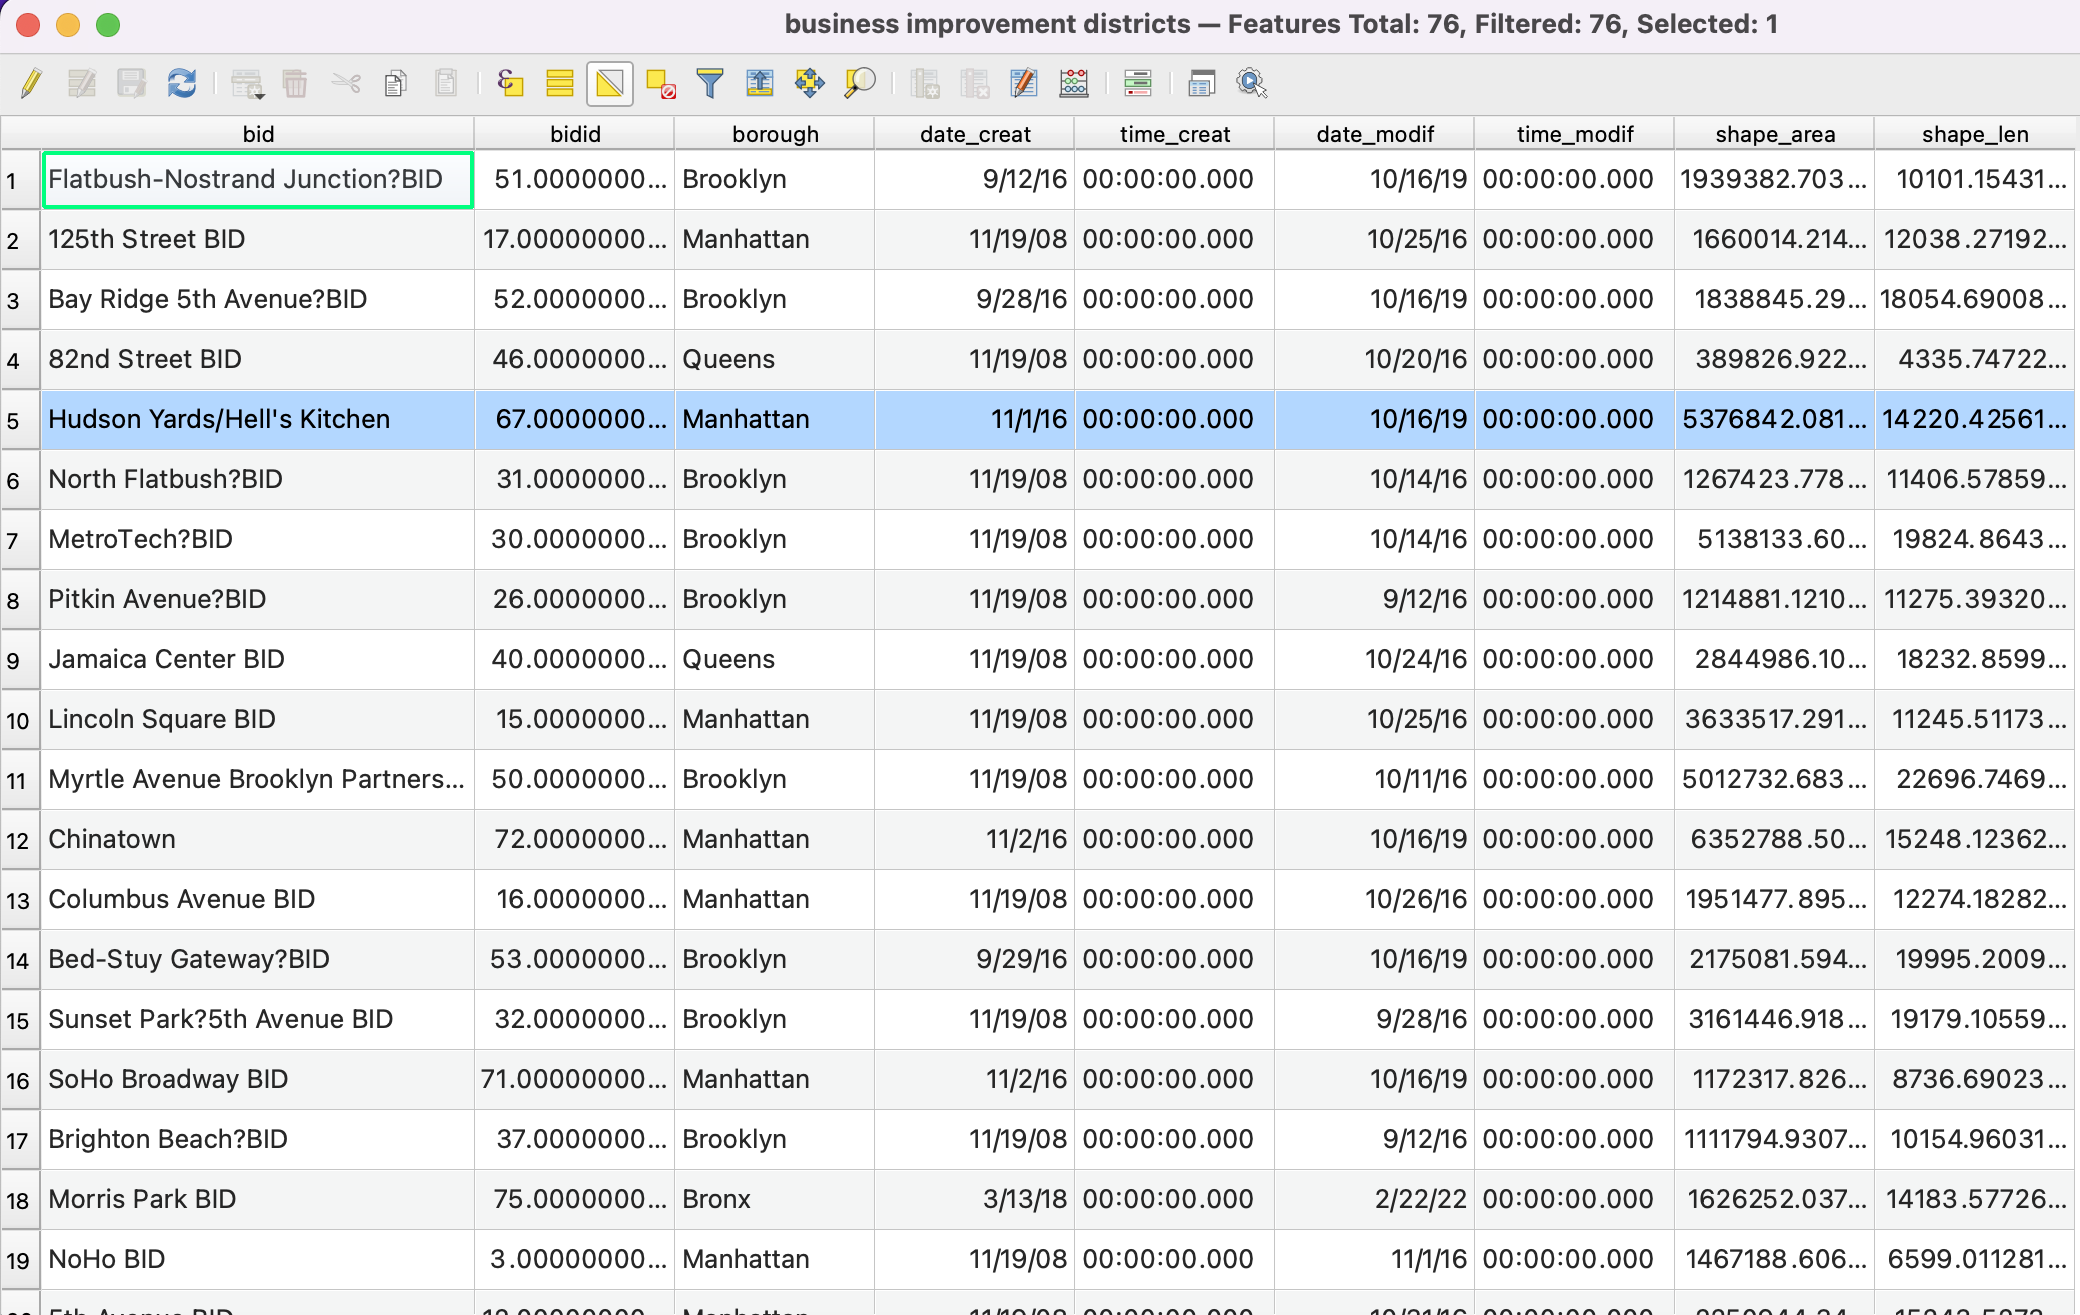 business improvement districts — Features Total: 76, Filtered: 76, Selected: 1
bid bidid borough date_creat time_creat date_modif time_modif shape_area shape_len
1 Flatbush-Nostrand Junction?BID 51.0000000... Brooklyn 9/12/16 00:00:00.000 10/16/19 00:00:00.000 1939382.703... 10101.15431...
2 125th Street BID 17.00000000... Manhattan 11/19/08 00:00:00.000 10/25/16 00:00:00.000 1660014.214... 12038.27192...
3 Bay Ridge 5th Avenue?BID 52.0000000... Brooklyn 9/28/16 00:00:00.000 10/16/19 00:00:00.000 1838845.29... 18054.69008...
4 82nd Street BID 46.0000000... Queens 11/19/08 00:00:00.000 10/20/16 00:00:00.000 389826.922... 4335.74722...
5 Hudson Yards/Hell's Kitchen 67.0000000... Manhattan 11/1/16 00:00:00.000 10/16/19 00:00:00.000 5376842.081... 14220.42561...
6 North Flatbush?BID 31.0000000... Brooklyn 11/19/08 00:00:00.000 10/14/16 00:00:00.000 1267423.778... 11406.57859...
7 MetroTech?BID 30.0000000... Brooklyn 11/19/08 00:00:00.000 10/14/16 00:00:00.000 5138133.60... 19824.8643...
8 Pitkin Avenue?BID 26.0000000... Brooklyn 11/19/08 00:00:00.000 9/12/16 00:00:00.000 1214881.1210... 11275.39320...
9 Jamaica Center BID 40.0000000... Queens 11/19/08 00:00:00.000 10/24/16 00:00:00.000 2844986.10... 18232.8599...
10 Lincoln Square BID 15.0000000... Manhattan 11/19/08 00:00:00.000 10/25/16 00:00:00.000 3633517.291... 11245.51173...
11 Myrtle Avenue Brooklyn Partners... 50.0000000... Brooklyn 11/19/08 00:00:00.000 10/11/16 00:00:00.000 5012732.683... 22696.7469...
12 Chinatown 72.0000000... Manhattan 11/2/16 00:00:00.000 10/16/19 00:00:00.000 6352788.50... 15248.12362...
13 Columbus Avenue BID 16.0000000... Manhattan 11/19/08 00:00:00.000 10/26/16 00:00:00.000 1951477.895... 12274.18282...
14 Bed-Stuy Gateway?BID 53.0000000... Brooklyn 9/29/16 00:00:00.000 10/16/19 00:00:00.000 2175081.594... 19995.2009...
15 Sunset Park?5th Avenue BID 32.0000000... Brooklyn 11/19/08 00:00:00.000 9/28/16 00:00:00.000 3161446.918... 19179.10559...
16 SoHo Broadway BID 71.00000000... Manhattan 11/2/16 00:00:00.000 10/16/19 00:00:00.000 1172317.826... 8736.69023...
17 Brighton Beach?BID 37.0000000... Brooklyn 11/19/08 00:00:00.000 9/12/16 00:00:00.000 1111794.9307... 10154.96031...
18 Morris Park BID 75.0000000... Bronx 3/13/18 00:00:00.000 2/22/22 00:00:00.000 1626252.037... 14183.57726...
19 NoHo BID 3.00000000... Manhattan 11/19/08 00:00:00.000 11/1/16 00:00:00.000 1467188.606... 6599.011281...